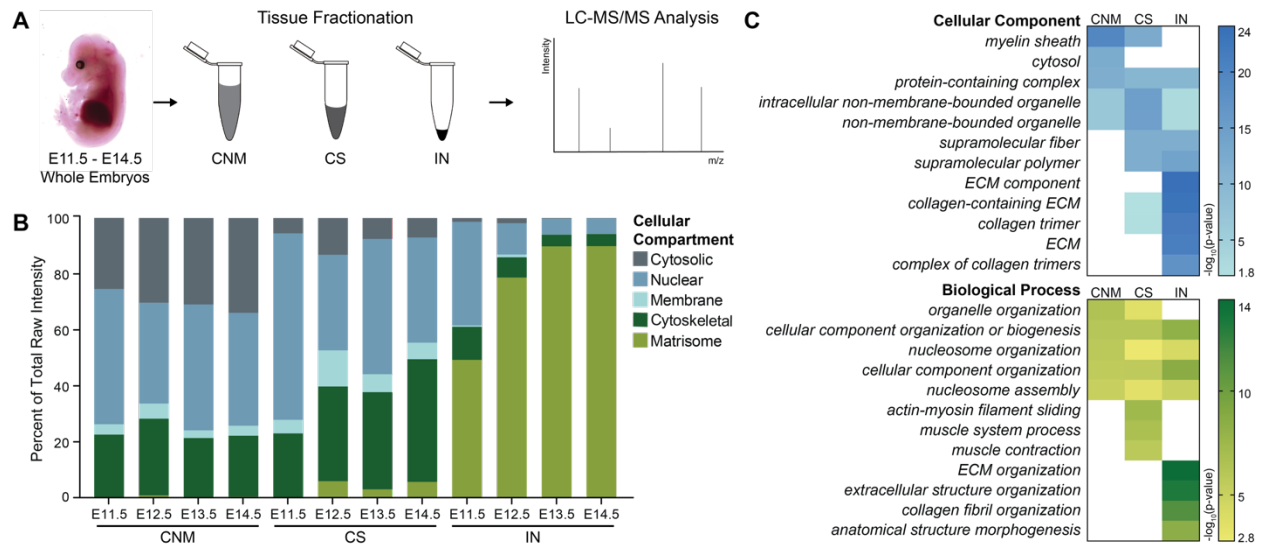 A
Tissue Fractionation
LC-MS/MS Analysis
E11.5 - E14.5
Whole Embryos
CNM
CS
IN
Intensity
m/z
B
Percent of Total Raw Intensity
100
80
60
40
20
0
E11.5 E12.5 E13.5 E14.5 E11.5 E12.5 E13.5 E14.5 E11.5 E12.5 E13.5 E14.5
CNM CS IN
Cellular
Compartment
Cytosolic
Nuclear
Membrane
Cytoskeletal
Matrisome
C
Cellular Component CNM CS IN
myelin sheath
cytosol
protein-containing complex
intracellular non-membrane-bounded organelle
non-membrane-bounded organelle
supramolecular fiber
supramolecular polymer
ECM component
collagen-containing ECM
collagen trimer
ECM
complex of collagen trimers
24
20
15
10
5
1.8
-log10(p-value)
Biological Process CNM CS IN
organelle organization
cellular component organization or biogenesis
nucleosome organization
cellular component organization
nucleosome assembly
actin-myosin filament sliding
muscle system process
muscle contraction
ECM organization
extracellular structure organization
collagen fibril organization
anatomical structure morphogenesis
14
10
5
2.8
-log10(p-value)